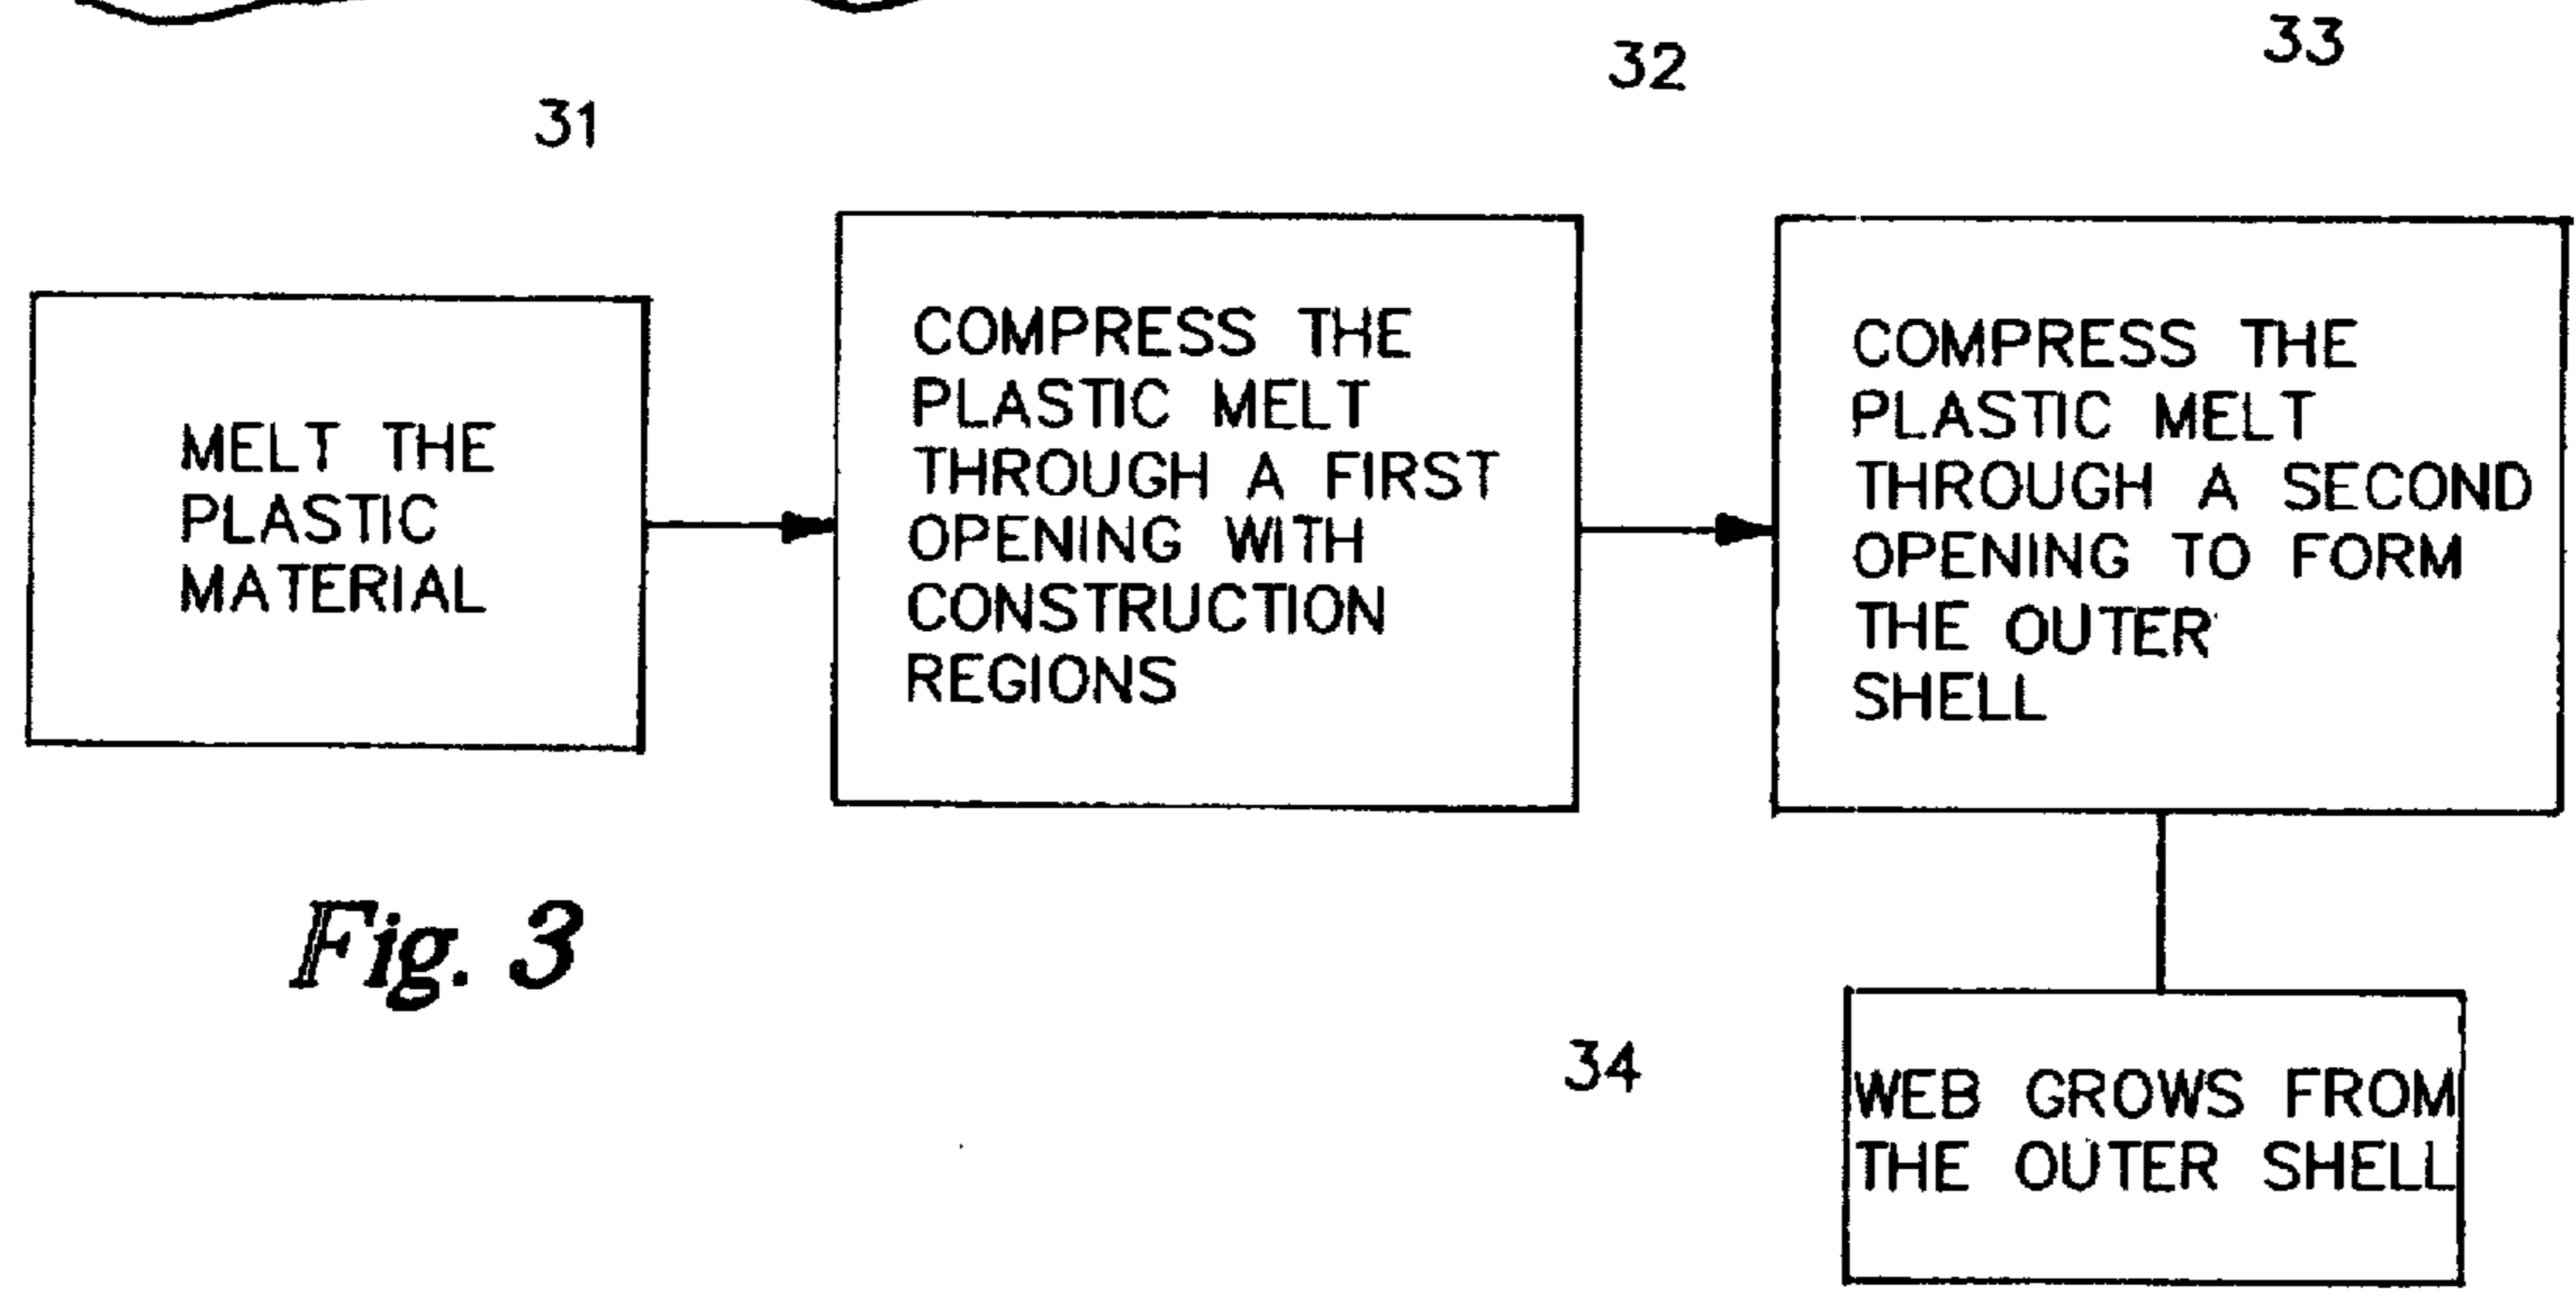 31
32
33
MELT THE
PLASTIC
MATERIAL
COMPRESS THE
PLASTIC MELT
THROUGH A FIRST
OPENING WITH
CONSTRUCTION
REGIONS
COMPRESS THE
PLASTIC MELT
THROUGH A SECOND
OPENING TO FORM
THE OUTER
SHELL
34
WEB GROWS FROM
THE OUTER SHELL
Fig. 3